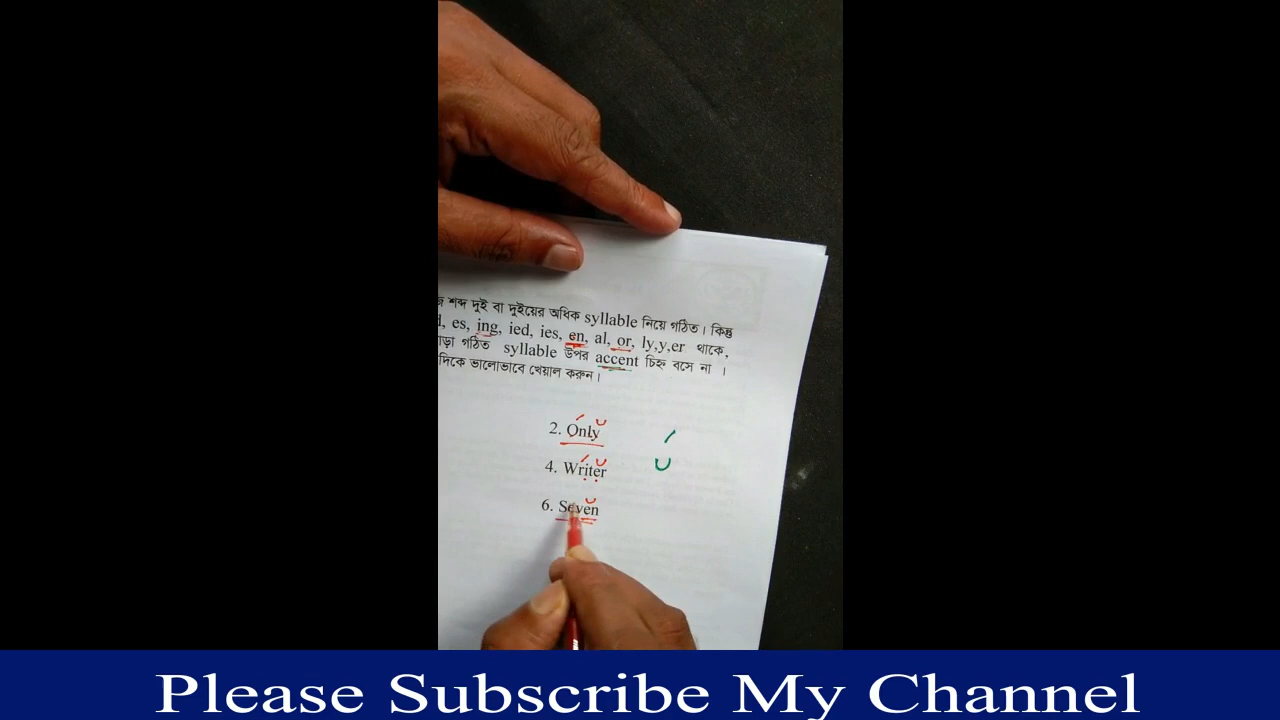 শব্দ দুই বা দুইয়ের অধিক syllable নিয়ে গঠিত। কিন্তু
, es, ing, ied, ies, en, al, or, ly,y,er থাকে,
গঠিত syllable উপর accent চিহ্ন বসে না ।
দিকে ভালোভাবে খেয়াল করুন।
2. Only
4. Writer
6. Seven
Please Subscribe My Channel